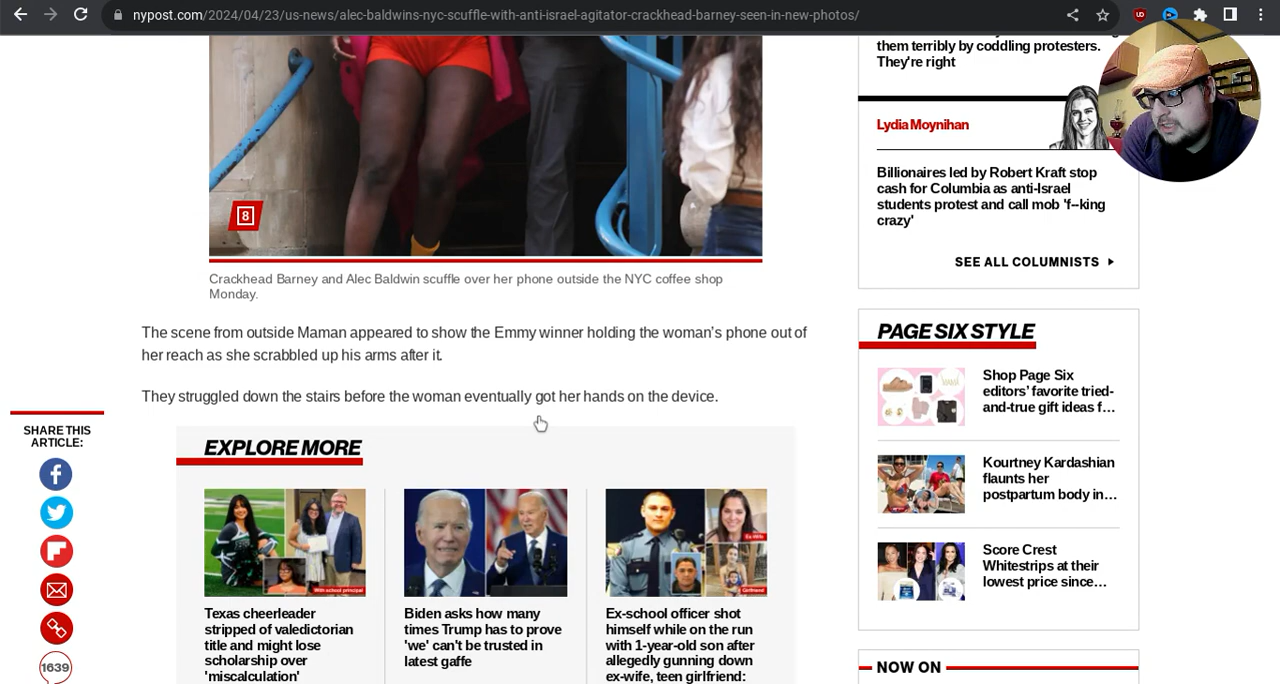 nypost.com/2024/04/23/us-news/alec-baldwins-nyc-scuffle-with-anti-israel-agitator-crackhead-barney-seen-in-new-photos/
8
Crackhead Barney and Alec Baldwin scuffle over her phone outside the NYC coffee shop
Monday.
The scene from outside Maman appeared to show the Emmy winner holding the woman's phone out of
her reach as she scrabbled up his arms after it.
They struggled down the stairs before the woman eventually got her hands on the device.
SHARE THIS
ARTICLE:
1639
EXPLORE MORE
Texas cheerleader
stripped of valedictorian
title and might lose
scholarship over
'miscalculation'
Biden asks how many
times Trump has to prove
'we' can't be trusted in
latest gaffe
Ex-school officer shot
himself while on the run
with 1-year-old son after
allegedly gunning down
ex-wife, teen girlfriend:
them terribly by coddling protesters.
They're right
Lydia Moynihan
Billionaires led by Robert Kraft stop
cash for Columbia as anti-Israel
students protest and call mob 'f--king
crazy'
SEE ALL COLUMNISTS
PAGE SIX STYLE
Shop Page Six
editors' favorite tried-
and-true gift ideas f...
Kourtney Kardashian
flaunts her
postpartum body in...
Score Crest
Whitestrips at their
lowest price since...
NOW ON